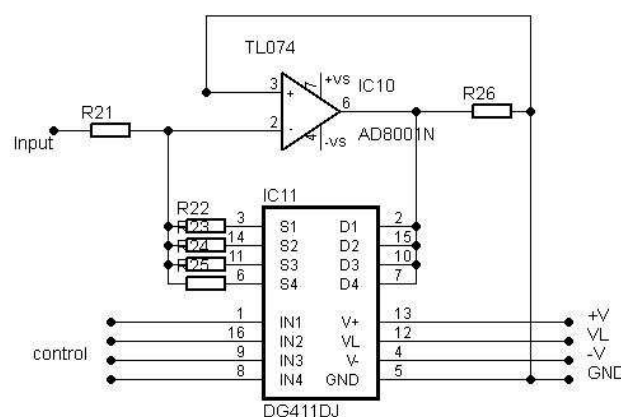 TL074
3 + 7 +VS IC10
R21 6 R26
2 - 4 -VS AD8001N
Input
IC11
R22 3 S1 D1 2
R23 14 S2 D2 15
R24 11 S3 D3 10
R25 6 S4 D4 7
1 IN1 V+ 13 +V
16 IN2 VL 12 VL
control 9 IN3 V- 4 -V
8 IN4 GND 5 GND
DG411DJ